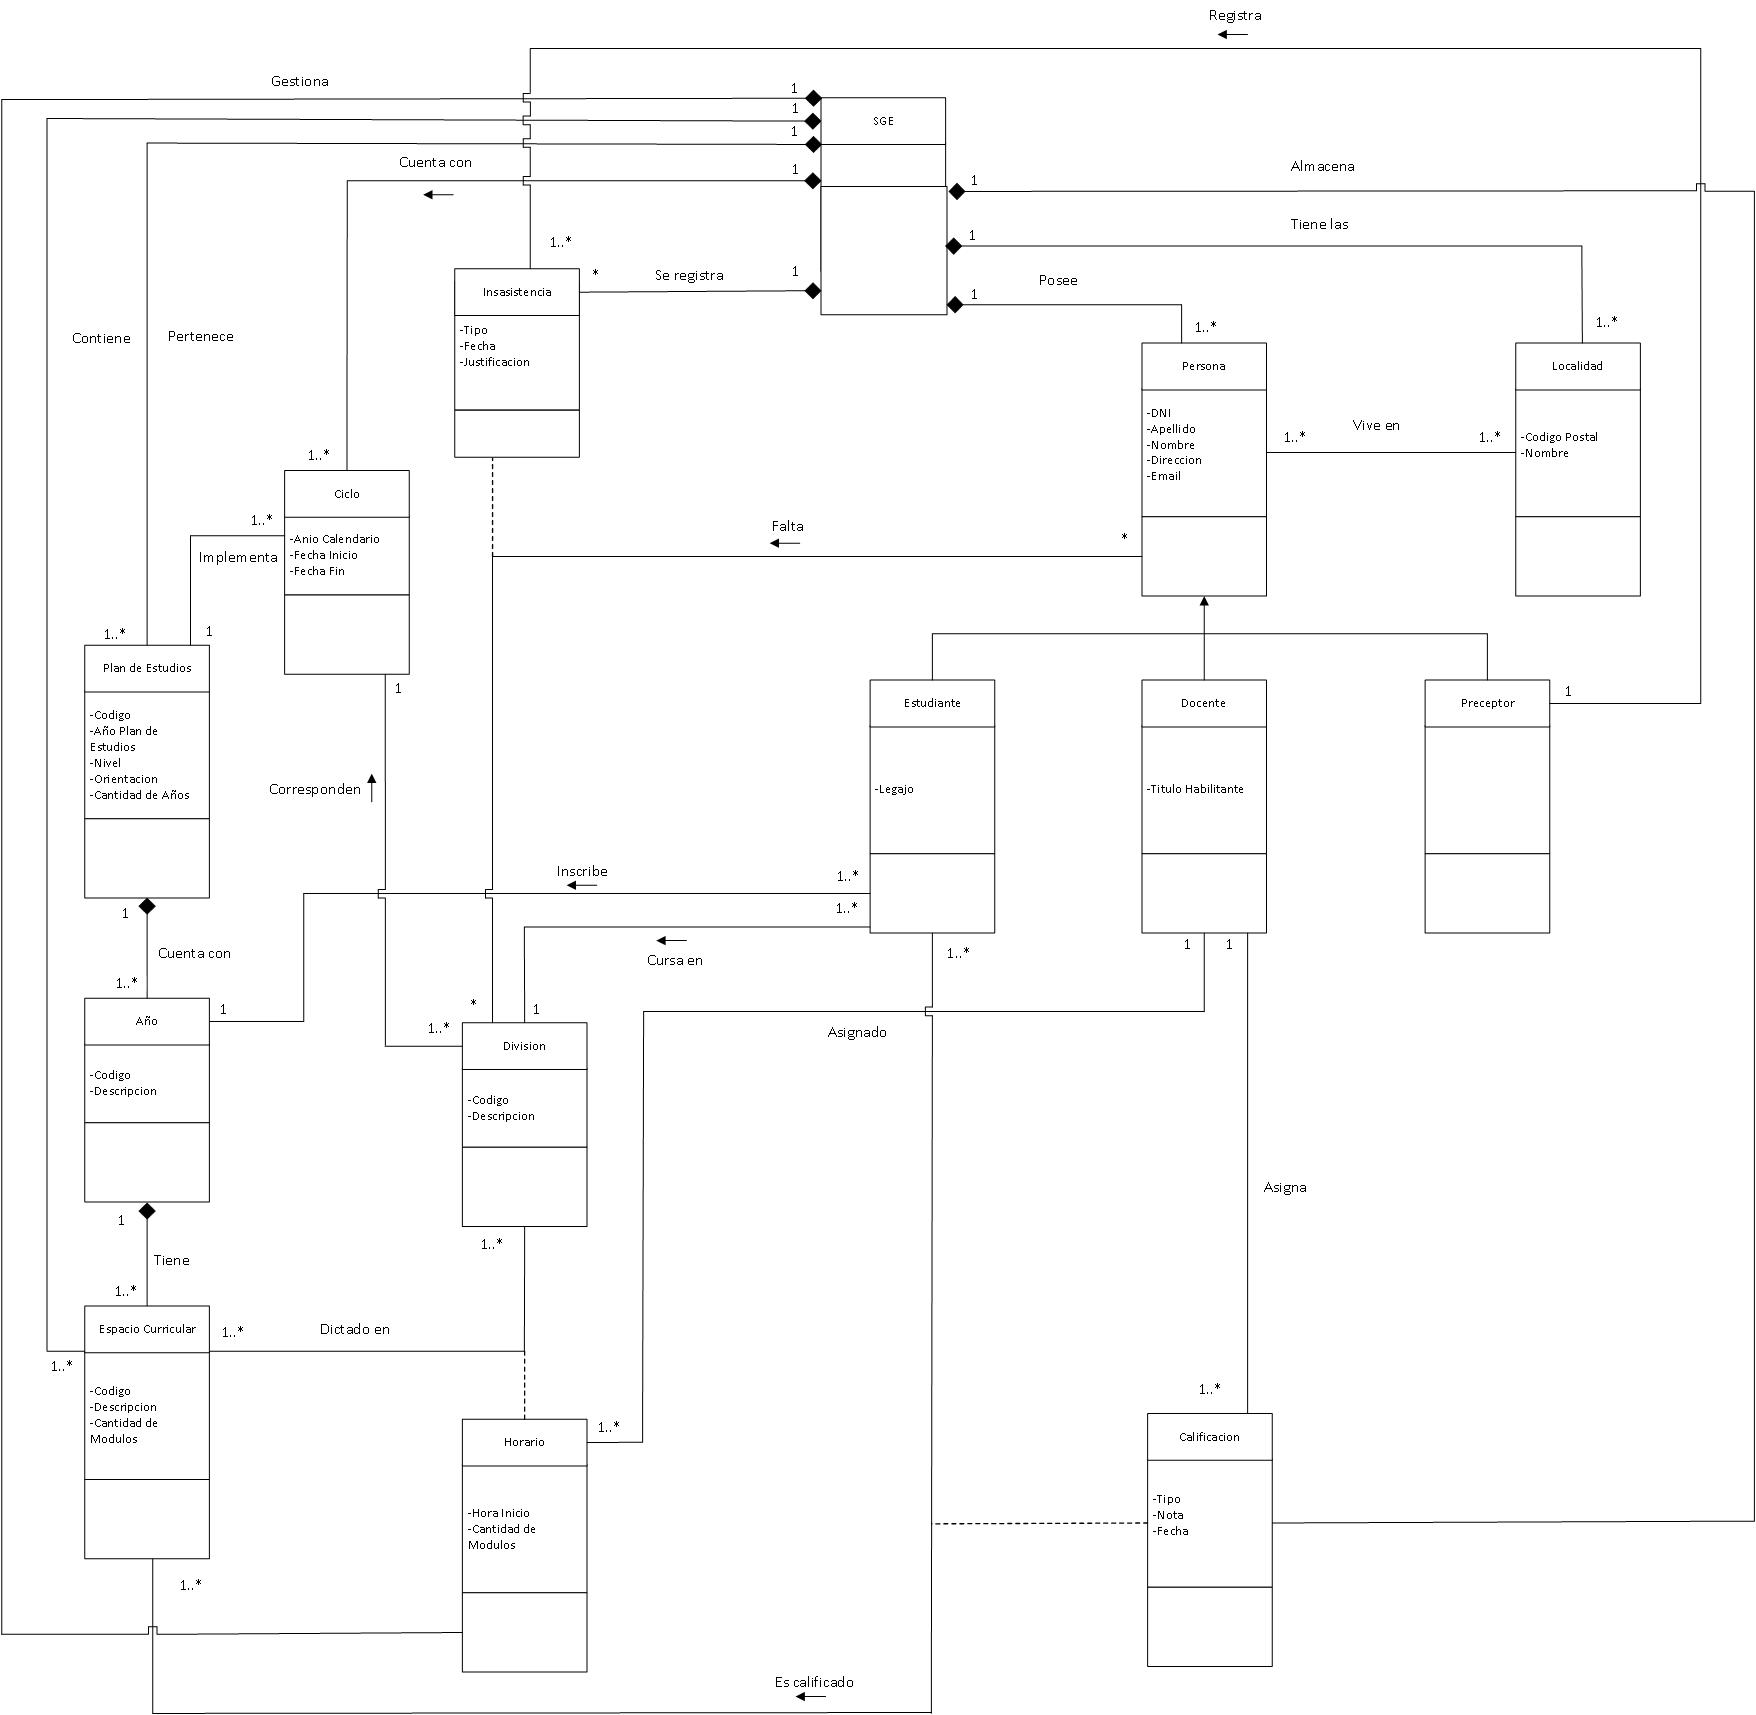 Registra
Gestiona
1
1
SGE
1
Cuenta con
1
Almacena
1
Tiene las
1
1..*
Se registra
1
*
Posee
1
Insasistencia
-Tipo
-Fecha
-Justificacion
Contiene
Pertenece
1..*
1..*
Persona
-DNI
-Apellido
-Nombre
-Direccion
-Email
1..*
Vive en
1..*
Localidad
-Codigo Postal
-Nombre
1..*
Ciclo
-Anio Calendario
-Fecha Inicio
-Fecha Fin
1..*
Implementa
1
Falta
*
1..*
Plan de Estudios
-Codigo
-Año Plan de
Estudios
-Nivel
-Orientacion
-Cantidad de Años
1
Corresponden
Estudiante
-Legajo
Docente
-Titulo Habilitante
Preceptor
1
Inscribe
1..*
1..*
Cursa en
1..*
1
1
1
Cuenta con
1..*
Año
-Codigo
-Descripcion
1
*
1
1..*
Division
-Codigo
-Descripcion
Asignado
Asigna
1
Tiene
1..*
1..*
Espacio Curricular
-Codigo
-Descripcion
-Cantidad de
Modulos
1..*
Dictado en
1..*
1..*
Horario
-Hora Inicio
-Cantidad de
Modulos
1..*
1..*
Calificacion
-Tipo
-Nota
-Fecha
Es calificado